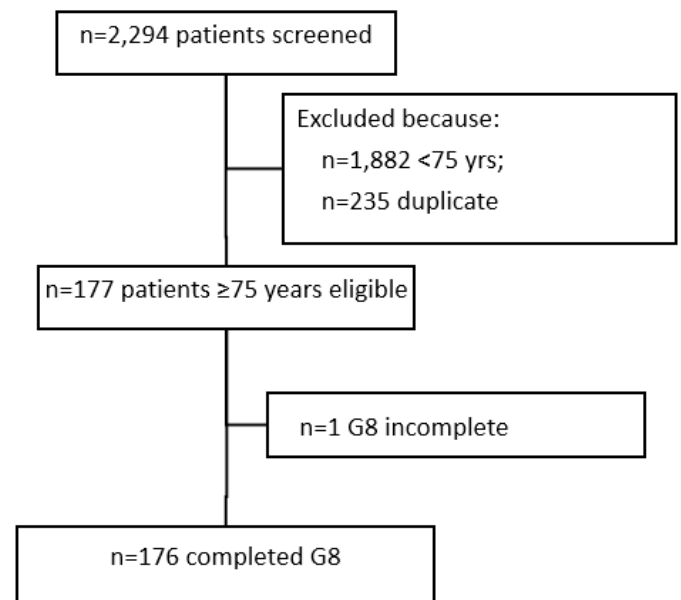 n=2,294 patients screened
Excluded because:
n=1,882 <75 yrs;
n=235 duplicate
n=177 patients ≥75 years eligible
n=1 G8 incomplete
n=176 completed G8